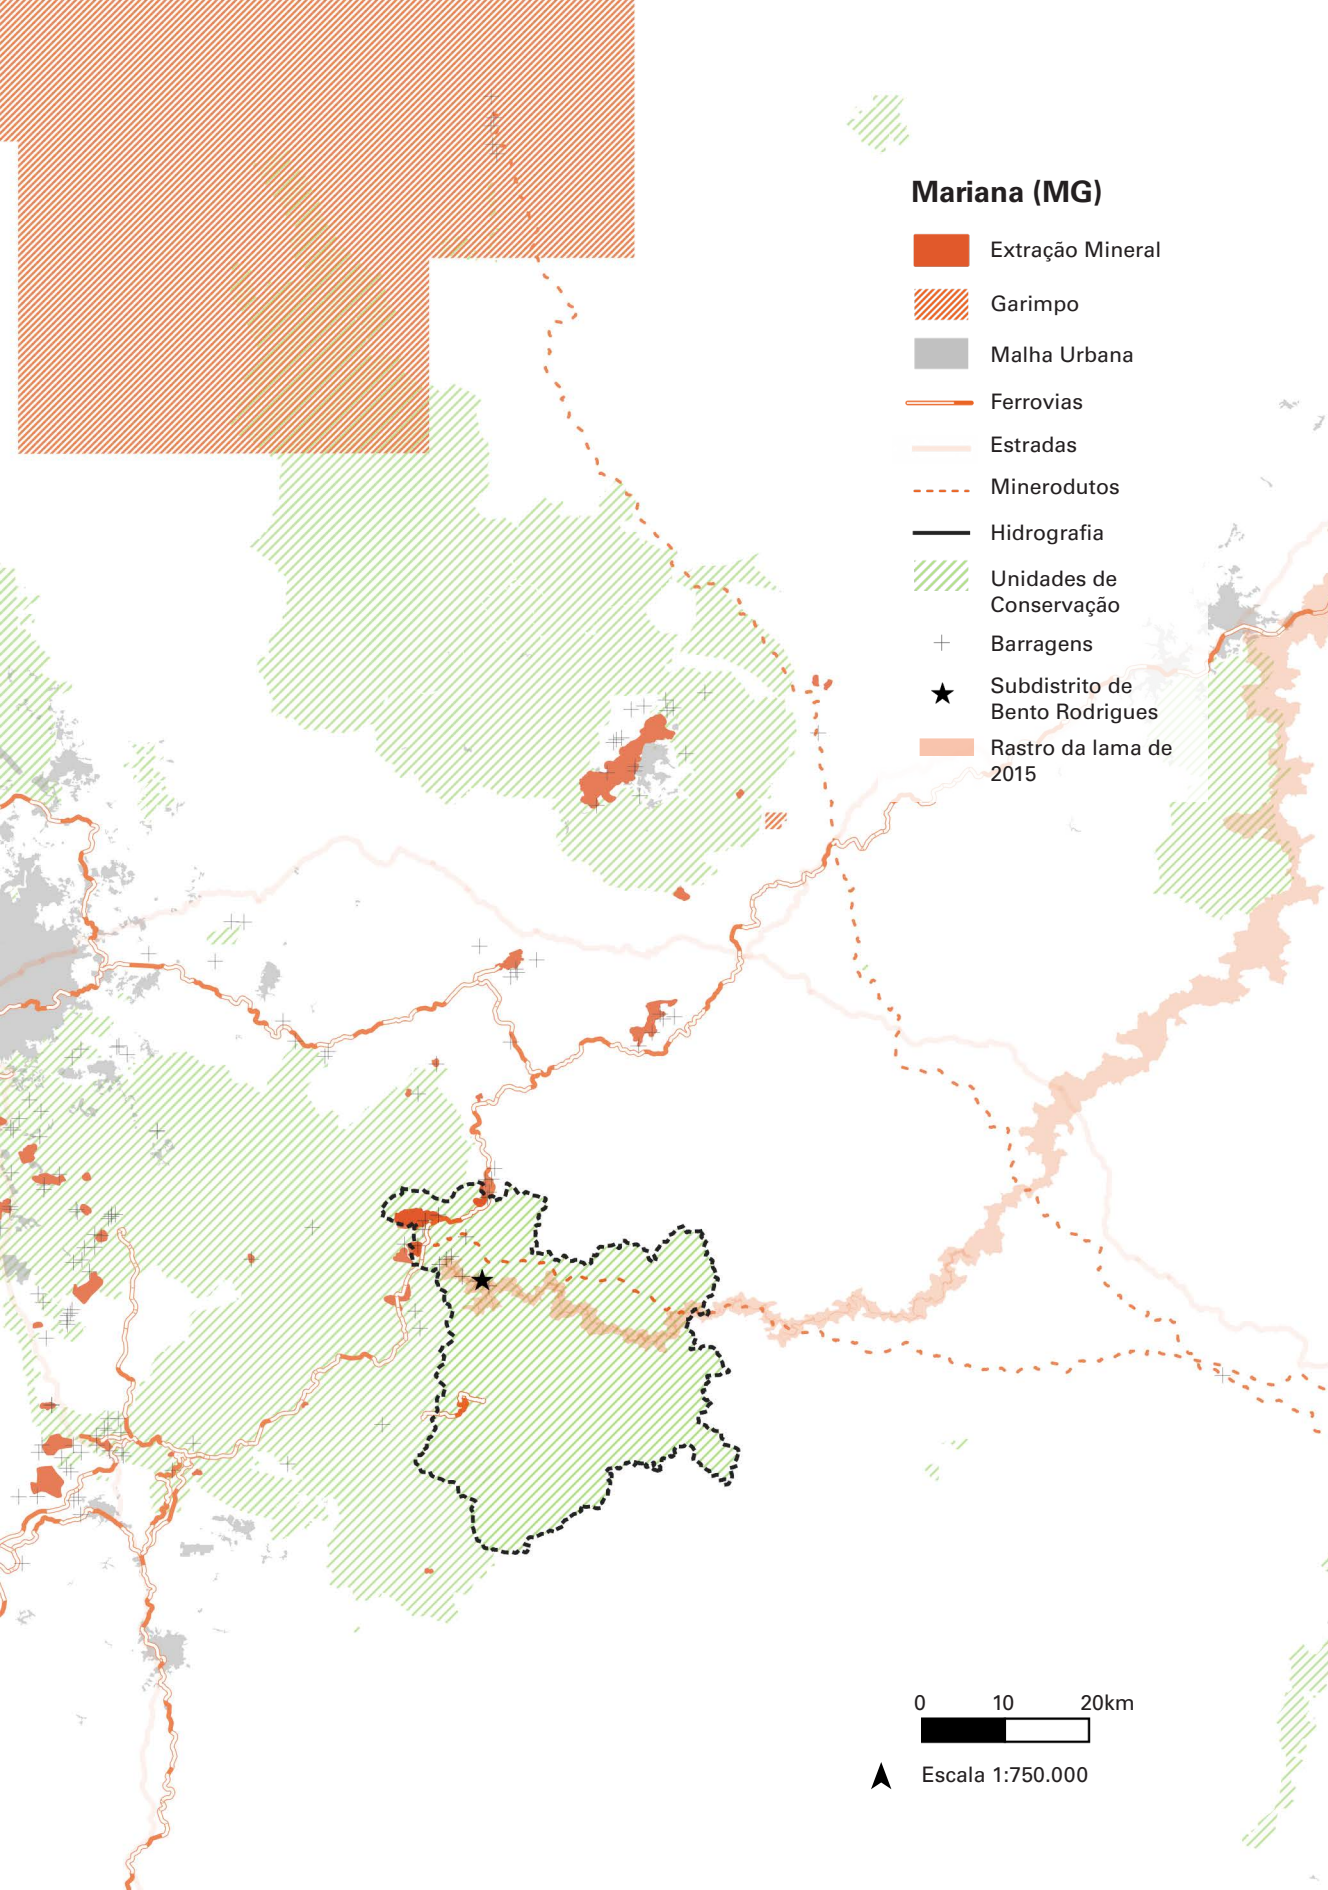 Mariana (MG)
Extração Mineral
Garimpo
Malha Urbana
Ferrovias
Estradas
Minerodutos
Hidrografia
Unidades de
Conservação
Barragens
Subdistrito de
Bento Rodrigues
Rastro da lama de
2015
0 10 20km
Escala 1:750.000